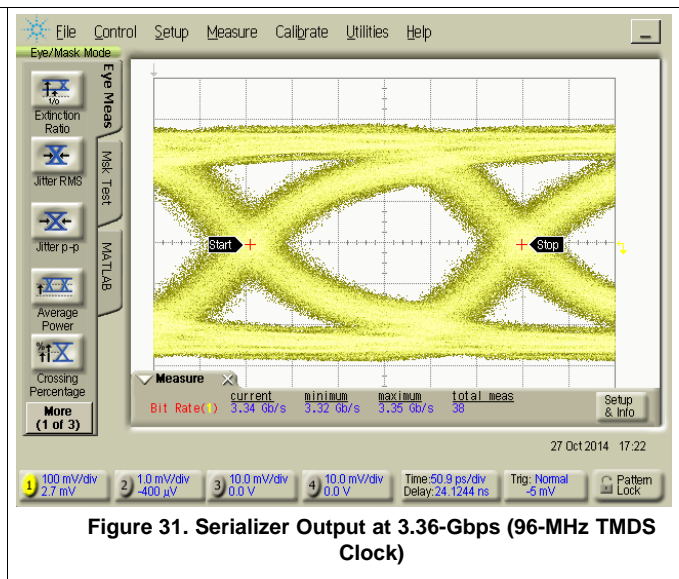 File Control Setup Measure Calibrate Utilities Help
Eye/Mask Mode
Eye Meas
Msk Test
MATLAB
1/0
Extinction
Ratio
Jitter RMS
Jitter p-p
Average
Power
%
Crossing
Percentage
More
(1 of 3)
Start
Stop
Measure
current minimum maximum total meas
Bit Rate(1) 3.34 Gb/s 3.32 Gb/s 3.35 Gb/s 38
Setup
& Info
27 Oct 2014 17:22
1 100 mV/div
2.7 mV
2 1.0 mV/div
-400 µV
3 10.0 mV/div
0.0 V
4 10.0 mV/div
0.0 V
Time:50.9 ps/div
Delay:24.1244 ns
Trig: Normal
-5 mV
Pattern
Lock
Figure 31. Serializer Output at 3.36-Gbps (96-MHz TMDS
Clock)